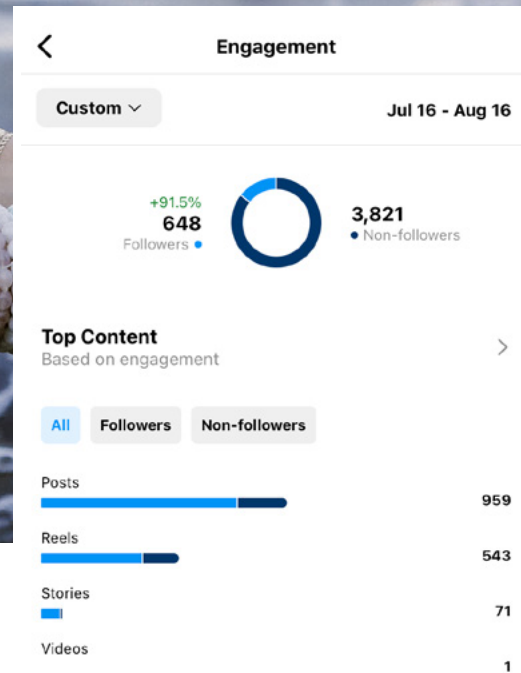 Engagement
Custom
Jul 16 - Aug 16
+91.5%
648
Followers
3,821
Non-followers
Top Content
Based on engagement
All Followers Non-followers
Posts
959
Reels
543
Stories
71
Videos
1